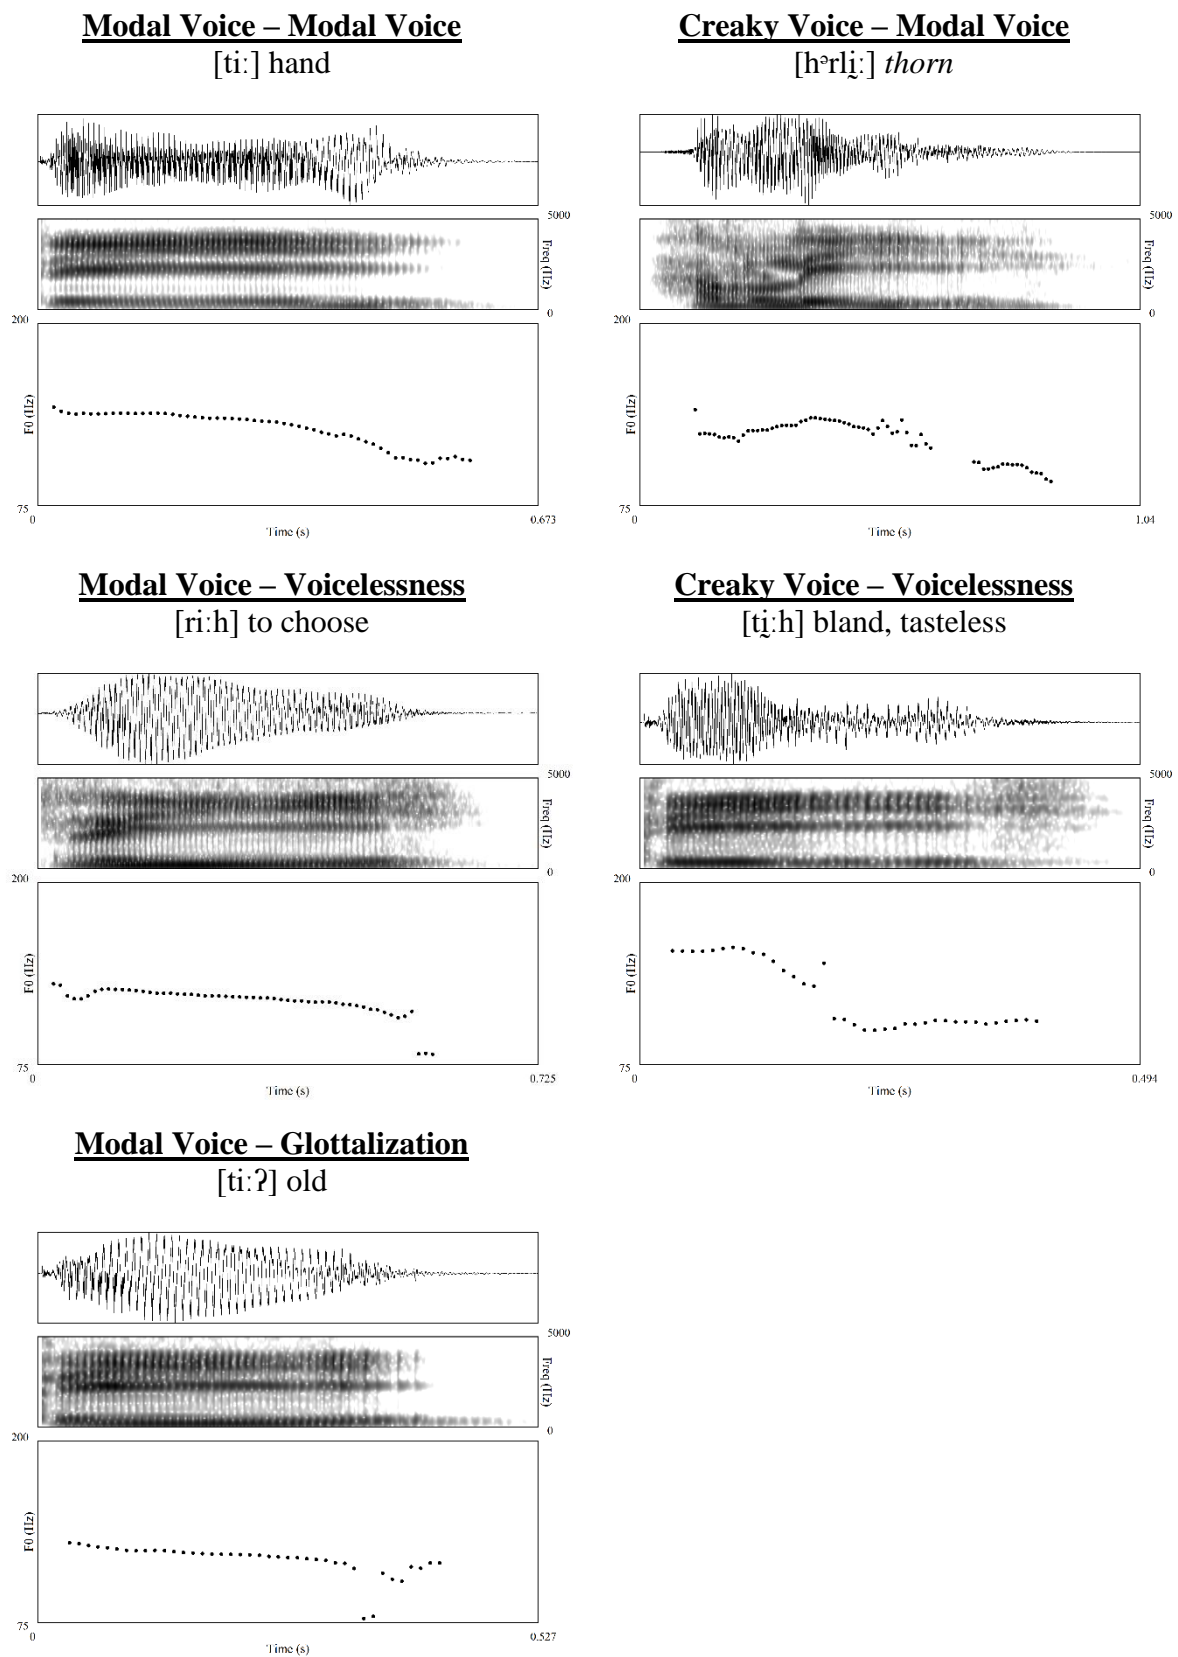 Modal Voice – Modal Voice
[tiː] hand
5000
Freq (Hz)
0
200
F0 (Hz)
75
0
0.673
Time (s)
Creaky Voice – Modal Voice
[hᵊrlḭː] thorn
5000
Freq (Hz)
0
200
F0 (Hz)
75
0
1.04
Time (s)
Modal Voice – Voicelessness
[riːh] to choose
5000
Freq (Hz)
0
200
F0 (Hz)
75
0
0.725
Time (s)
Creaky Voice – Voicelessness
[tḭːh] bland, tasteless
5000
Freq (Hz)
0
200
F0 (Hz)
75
0
0.494
Time (s)
Modal Voice – Glottalization
[tiːʔ] old
5000
Freq (Hz)
0
200
F0 (Hz)
75
0
0.527
Time (s)